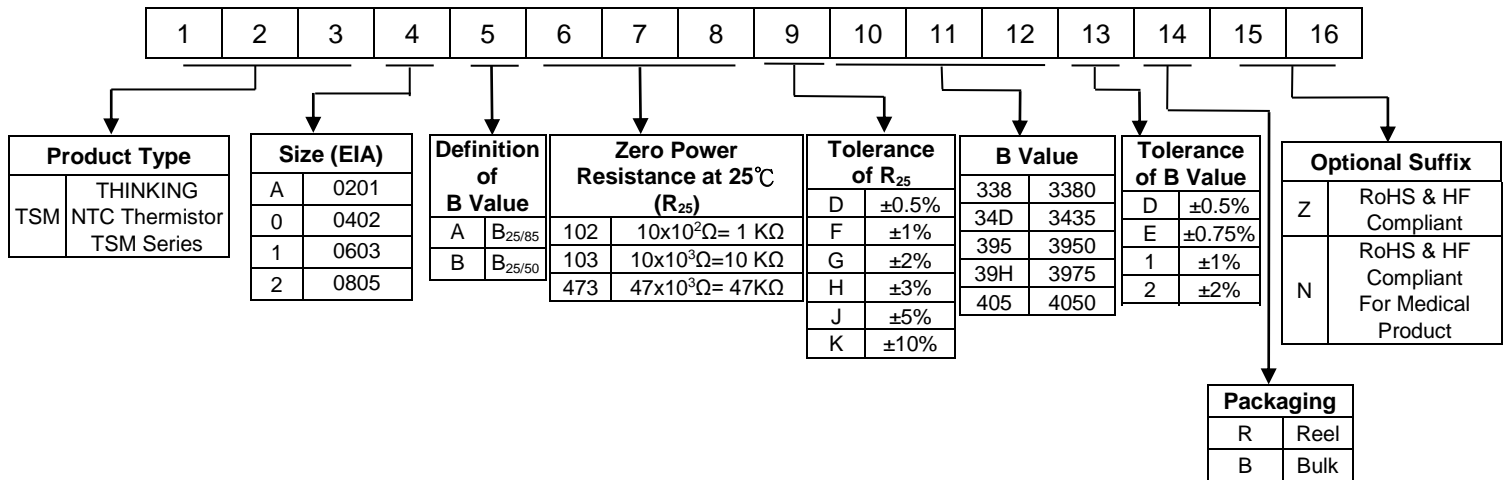 1 2 3 4 5 6 7 8 9 10 11 12 13 14 15 16
Product Type
TSM THINKING
NTC Thermistor
TSM Series
Size (EIA)
A 0201
0 0402
1 0603
2 0805
Definition
of
B Value
A B25/85
B B25/50
Zero Power
Resistance at 25℃
(R25)
102 10x10²Ω= 1 KΩ
103 10x10³Ω=10 KΩ
473 47x10³Ω= 47KΩ
Tolerance
of R25
D ±0.5%
F ±1%
G ±2%
H ±3%
J ±5%
K ±10%
B Value
338 3380
34D 3435
395 3950
39H 3975
405 4050
Tolerance
of B Value
D ±0.5%
E ±0.75%
1 ±1%
2 ±2%
Optional Suffix
Z RoHS & HF
Compliant
N RoHS & HF
Compliant
For Medical
Product
Packaging
R Reel
B Bulk